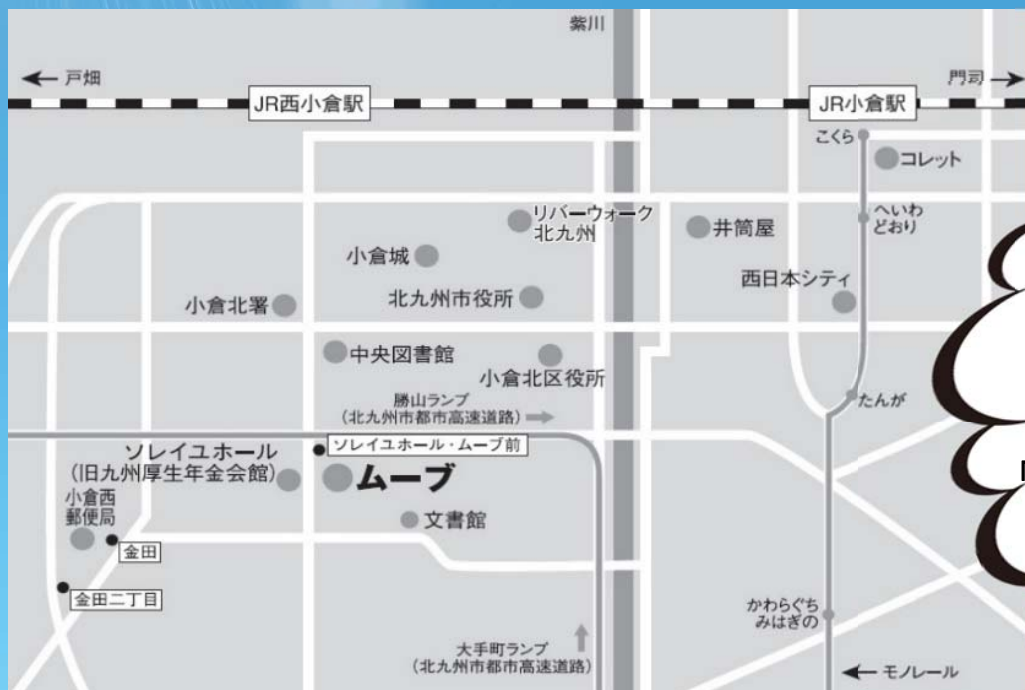 紫川
← 戸畑
門司 →
JR西小倉駅
JR小倉駅
こくら
コレット
リバーウォーク
北九州
井筒屋
へいわ
どおり
小倉城
西日本シティ
小倉北署
北九州市役所
中央図書館
小倉北区役所
勝山ランプ
(北九州市都市高速道路) →
たんが
ソレイユホール・ムーブ前
ソレイユホール
(旧九州厚生年金会館)
ムーブ
小倉西
郵便局
文書館
金田
金田二丁目
かわらぐち
みはぎの
大手町ランプ
(北九州市都市高速道路)
← モノレール